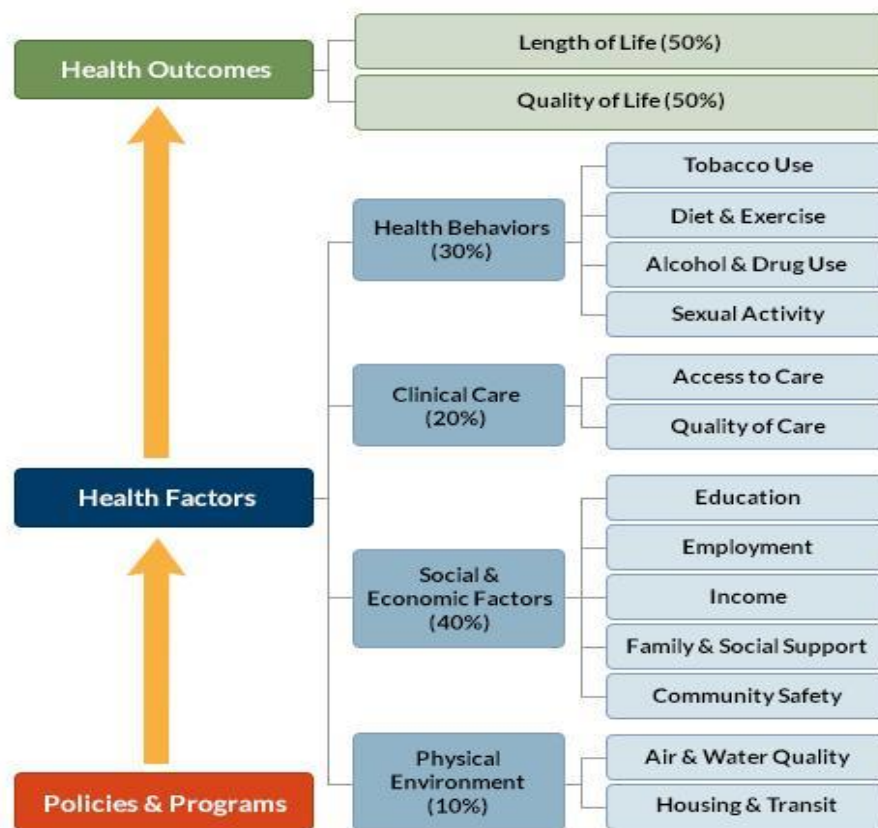 Health Outcomes
Length of Life (50%)
Quality of Life (50%)
Health Factors
Health Behaviors
(30%)
Tobacco Use
Diet & Exercise
Alcohol & Drug Use
Sexual Activity
Clinical Care
(20%)
Access to Care
Quality of Care
Social &
Economic Factors
(40%)
Education
Employment
Income
Family & Social Support
Community Safety
Physical
Environment
(10%)
Air & Water Quality
Housing & Transit
Policies & Programs